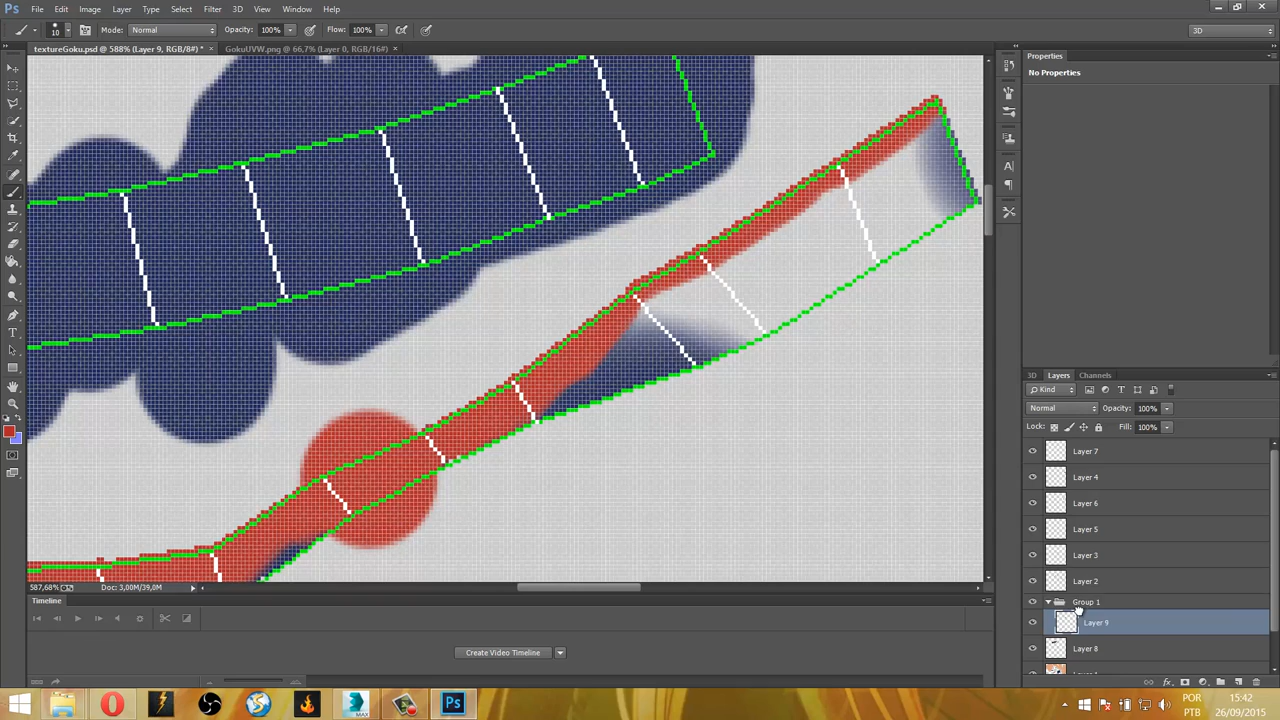 Ps File Edit Image Layer Type Select Filter 3D View Window Help
10 Mode: Normal Opacity: 100% Flow: 100% 3D
textureGoku.psd @ 588% (Layer 9, RGB/8#) * × GokuUVW.png @ 66,7% (Layer 0, RGB/16#) ×
Properties
No Properties
3D Layers Channels
Kind
Normal Opacity: 100%
Lock: Fill: 100%
Layer 7
Layer 4
Layer 6
Layer 5
Layer 3
Layer 2
Group 1
Layer 9
Layer 8
587,68% Doc: 3,00M/39,0M
Timeline
Create Video Timeline
MAX Ps
POR 15:42
PTB 26/09/2015